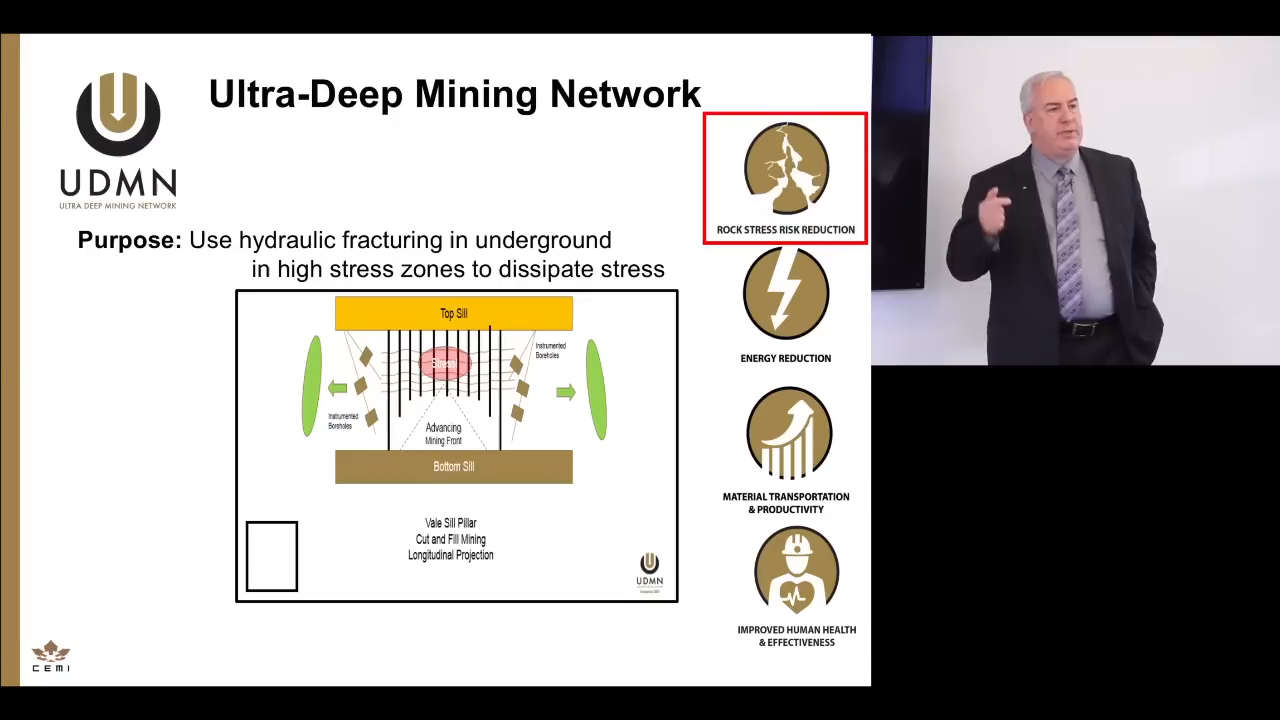 Ultra-Deep Mining Network
UDMN
ULTRA DEEP MINING NETWORK
Purpose: Use hydraulic fracturing in underground
in high stress zones to dissipate stress
Top Sill
Stress
Instrumented
Boreholes
Instrumented
Boreholes
Advancing
Mining Front
Bottom Sill
Vale Sill Pillar
Cut and Fill Mining
Longitudinal Projection
UDMN
ROCK STRESS RISK REDUCTION
ENERGY REDUCTION
MATERIAL TRANSPORTATION
& PRODUCTIVITY
IMPROVED HUMAN HEALTH
& EFFECTIVENESS
CEMI